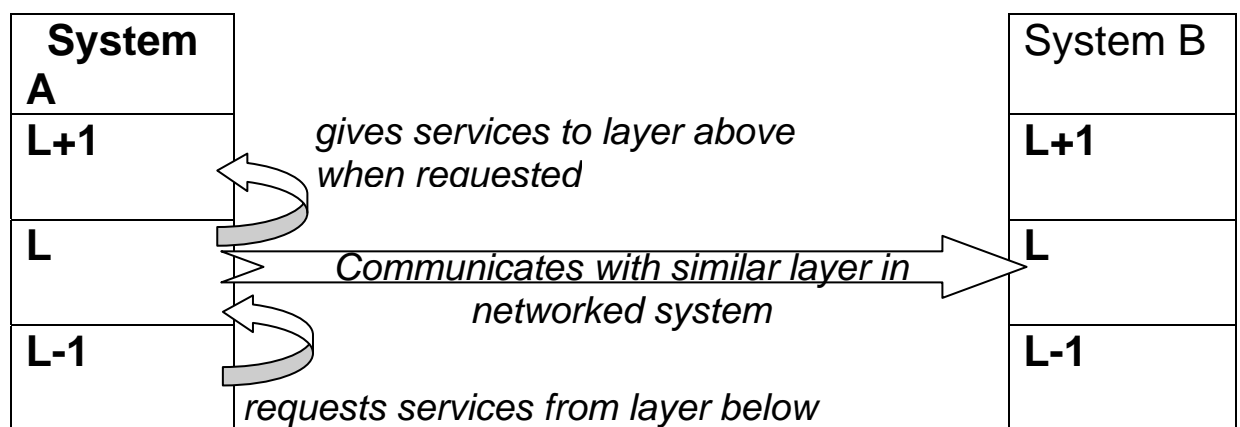 System
A
System B
L+1
gives services to layer above
when requested
L+1
L
Communicates with similar layer in
networked system
L
L-1
requests services from layer below
L-1